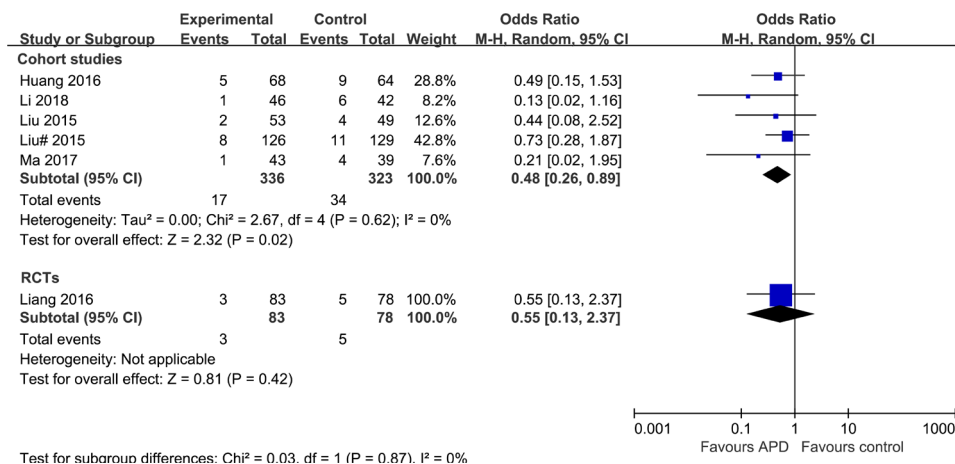 Experimental Control Odds Ratio Odds Ratio
Study or Subgroup Events Total Events Total Weight M-H, Random, 95% CI M-H, Random, 95% CI
Cohort studies
Huang 2016 5 68 9 64 28.8% 0.49 [0.15, 1.53]
Li 2018 1 46 6 42 8.2% 0.13 [0.02, 1.16]
Liu 2015 2 53 4 49 12.6% 0.44 [0.08, 2.52]
Liu# 2015 8 126 11 129 42.8% 0.73 [0.28, 1.87]
Ma 2017 1 43 4 39 7.6% 0.21 [0.02, 1.95]
Subtotal (95% CI) 336 323 100.0% 0.48 [0.26, 0.89]
Total events 17 34
Heterogeneity: Tau² = 0.00; Chi² = 2.67, df = 4 (P = 0.62); I² = 0%
Test for overall effect: Z = 2.32 (P = 0.02)
RCTs
Liang 2016 3 83 5 78 100.0% 0.55 [0.13, 2.37]
Subtotal (95% CI) 83 78 100.0% 0.55 [0.13, 2.37]
Total events 3 5
Heterogeneity: Not applicable
Test for overall effect: Z = 0.81 (P = 0.42)
0.001 0.1 1 10 1000
Favours APD Favours control
Test for subgroup differences: Chi² = 0.03, df = 1 (P = 0.87), I² = 0%